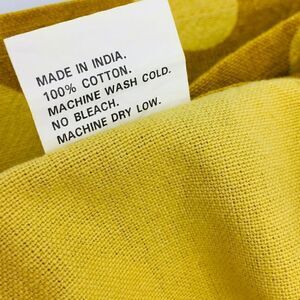 MADE IN INDIA.
100% COTTON.
MACHINE WASH COLD.
NO BLEACH.
MACHINE DRY LOW.